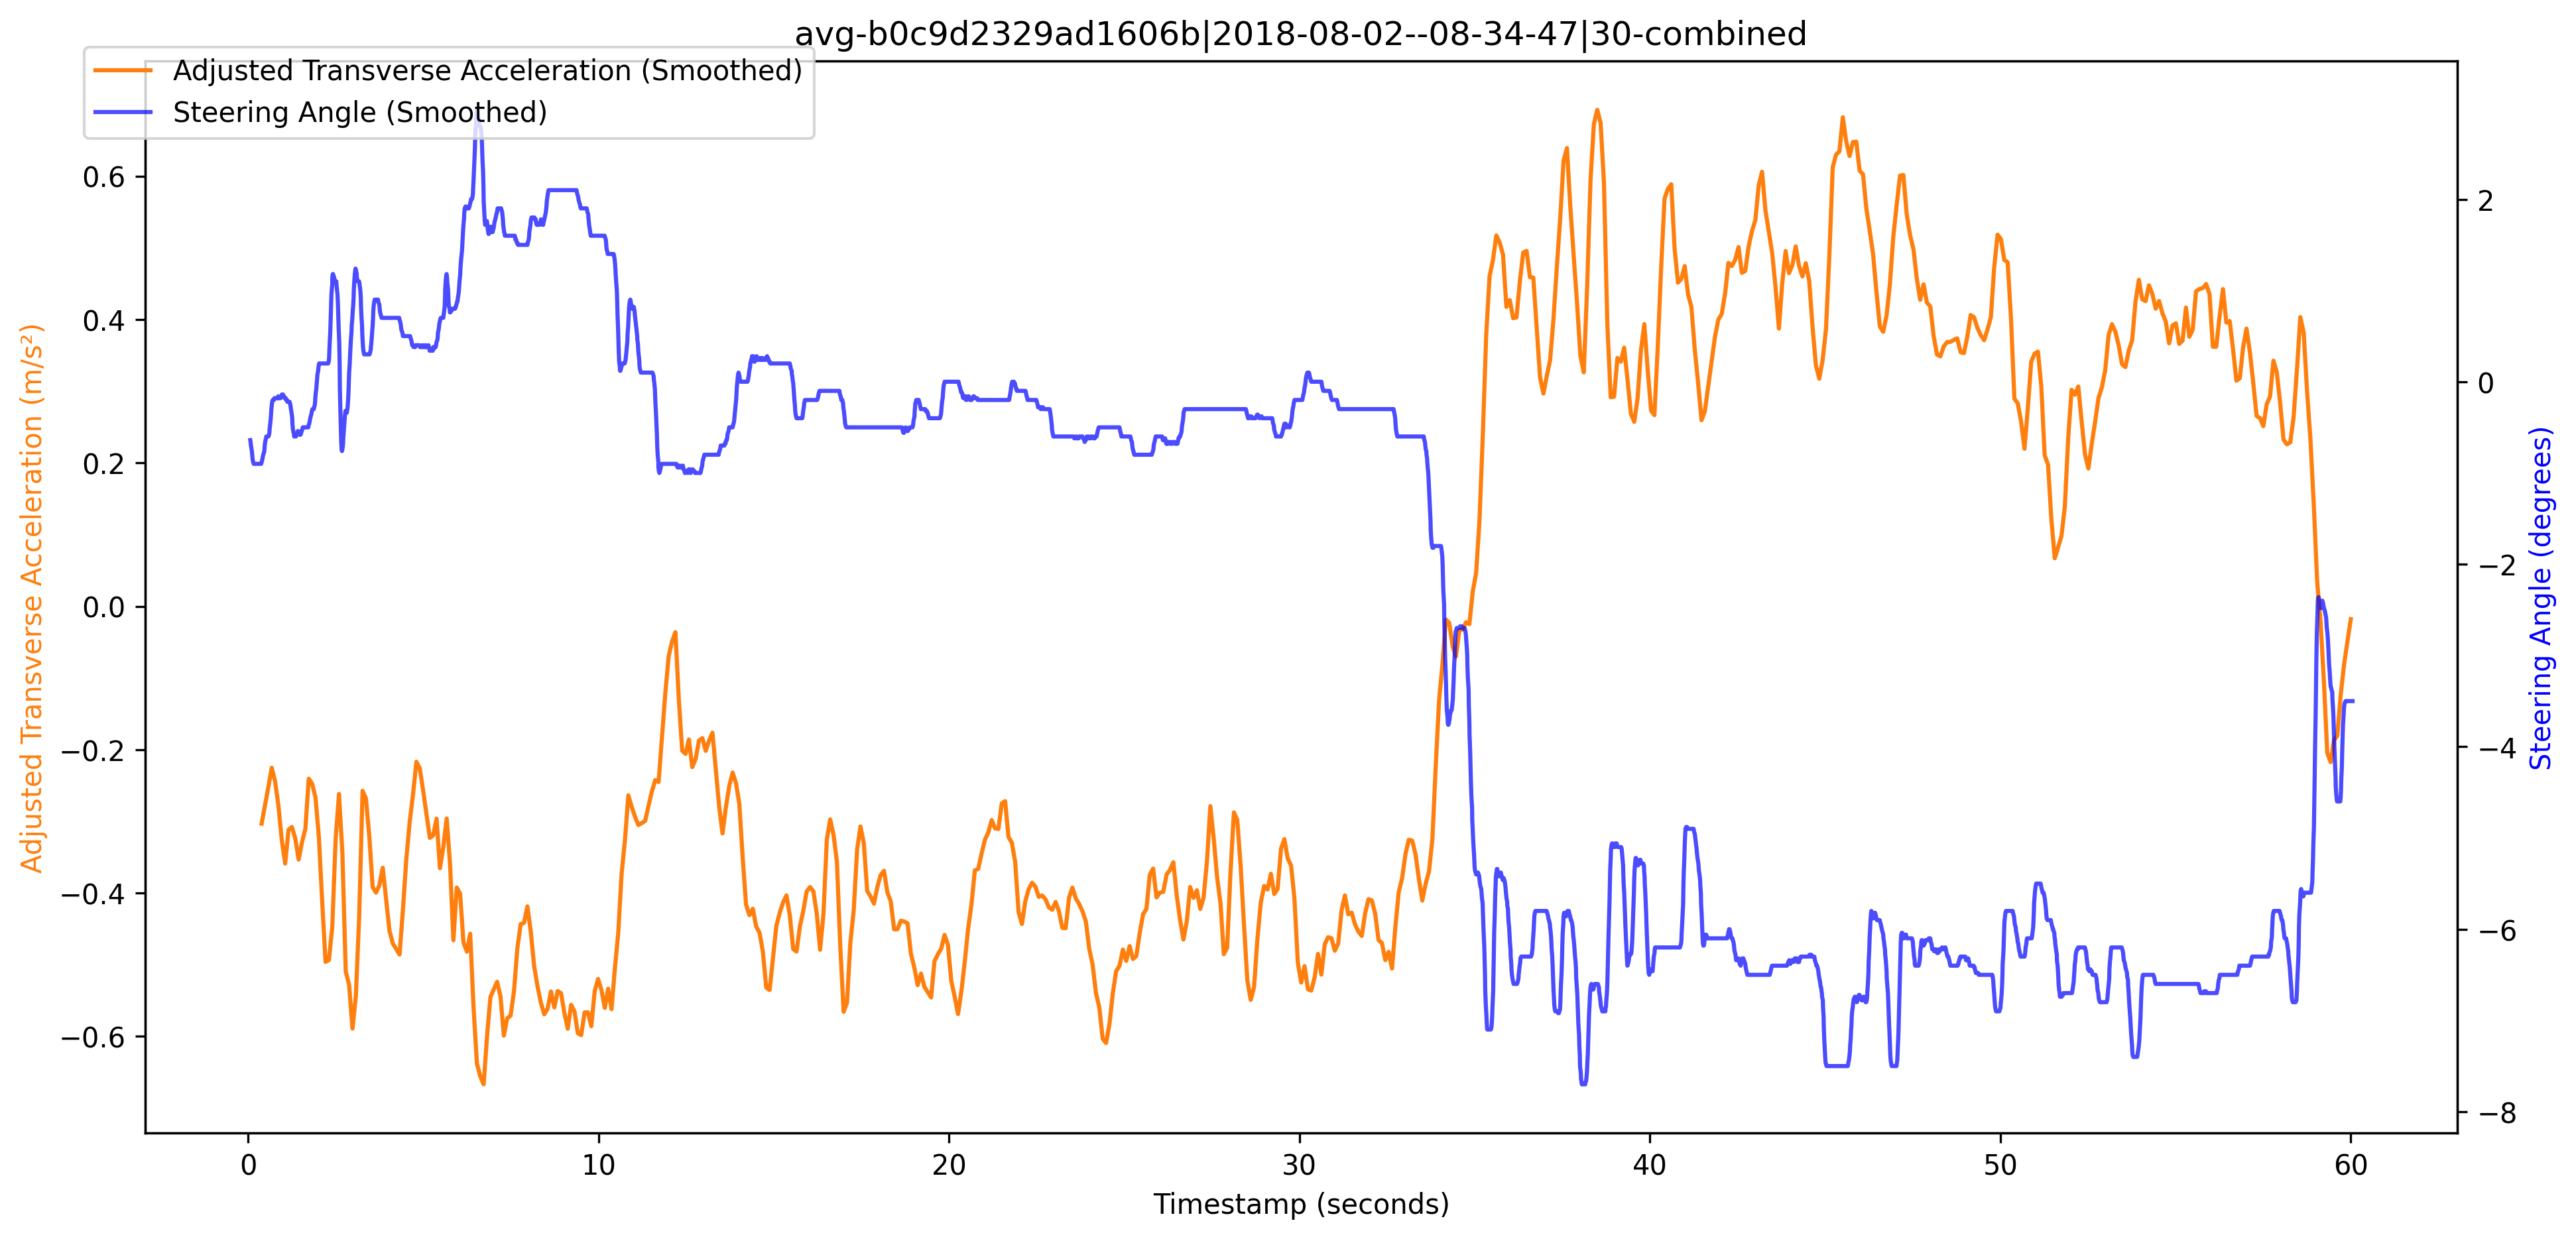 avg-b0c9d2329ad1606b|2018-08-02--08-34-47|30-combined
Adjusted Transverse Acceleration (Smoothed)
Steering Angle (Smoothed)
Adjusted Transverse Acceleration (m/s²)
0.6
0.4
0.2
0.0
−0.2
−0.4
−0.6
2
0
−2
−4
−6
−8
Steering Angle (degrees)
0 10 20 30 40 50 60
Timestamp (seconds)